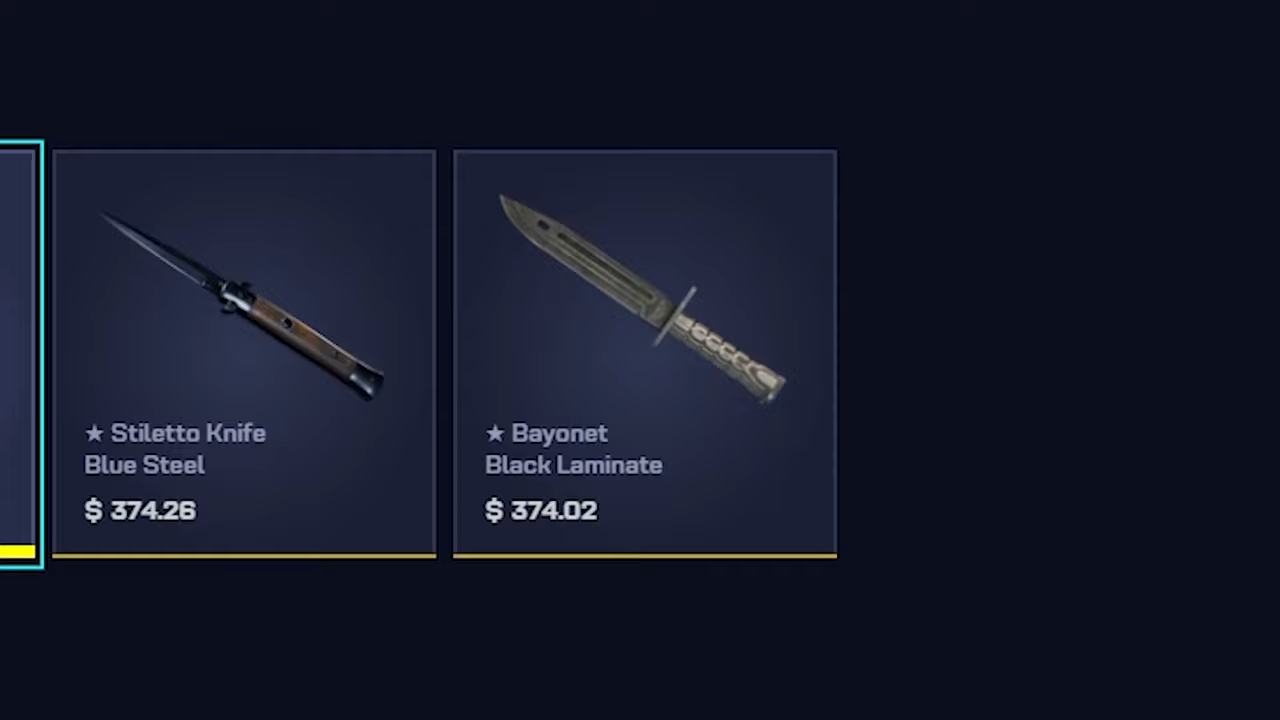 ★ Stiletto Knife
Blue Steel
$ 374.26
★ Bayonet
Black Laminate
$ 374.02